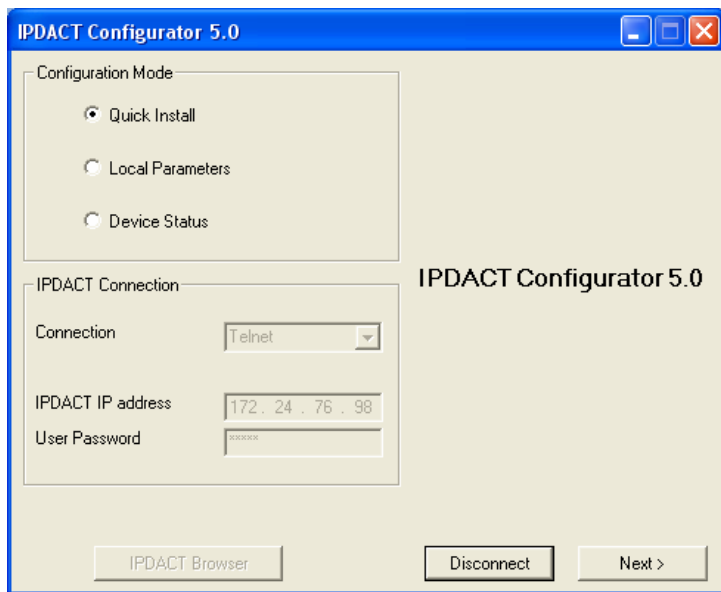 IPDACT Configurator 5.0
Configuration Mode
Quick Install
Local Parameters
Device Status
IPDACT Configurator 5.0
IPDACT Connection
Connection
Telnet
IPDACT IP address
172 . 24 . 76 . 98
User Password
*****
IPDACT Browser
Disconnect
Next >